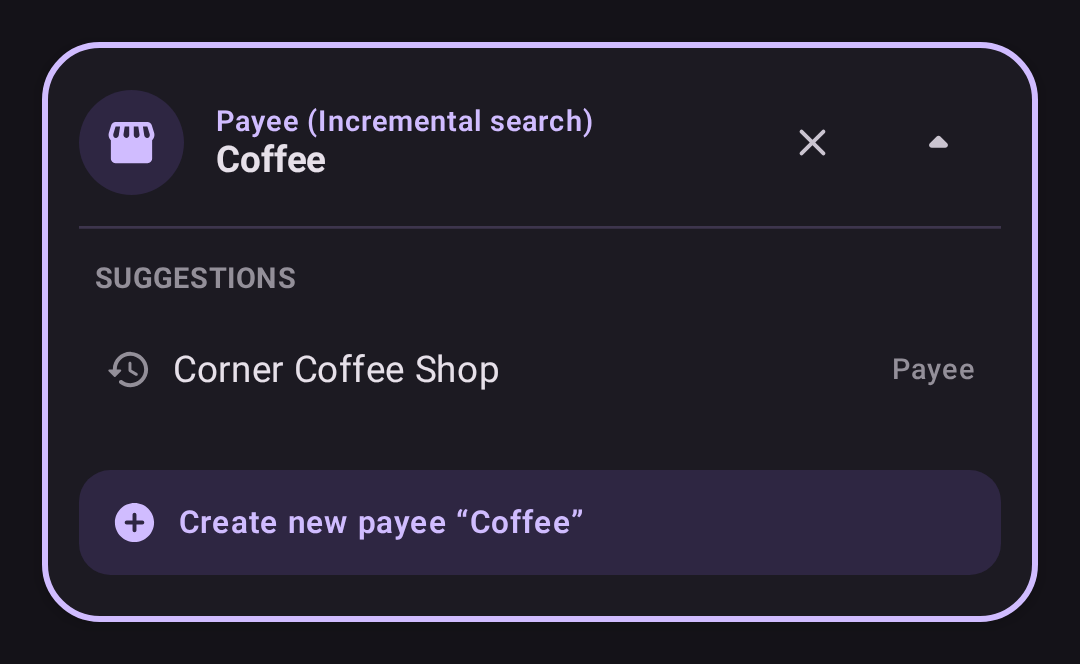 Payee (Incremental search)
Coffee
SUGGESTIONS
Corner Coffee Shop
Payee
Create new payee “Coffee”